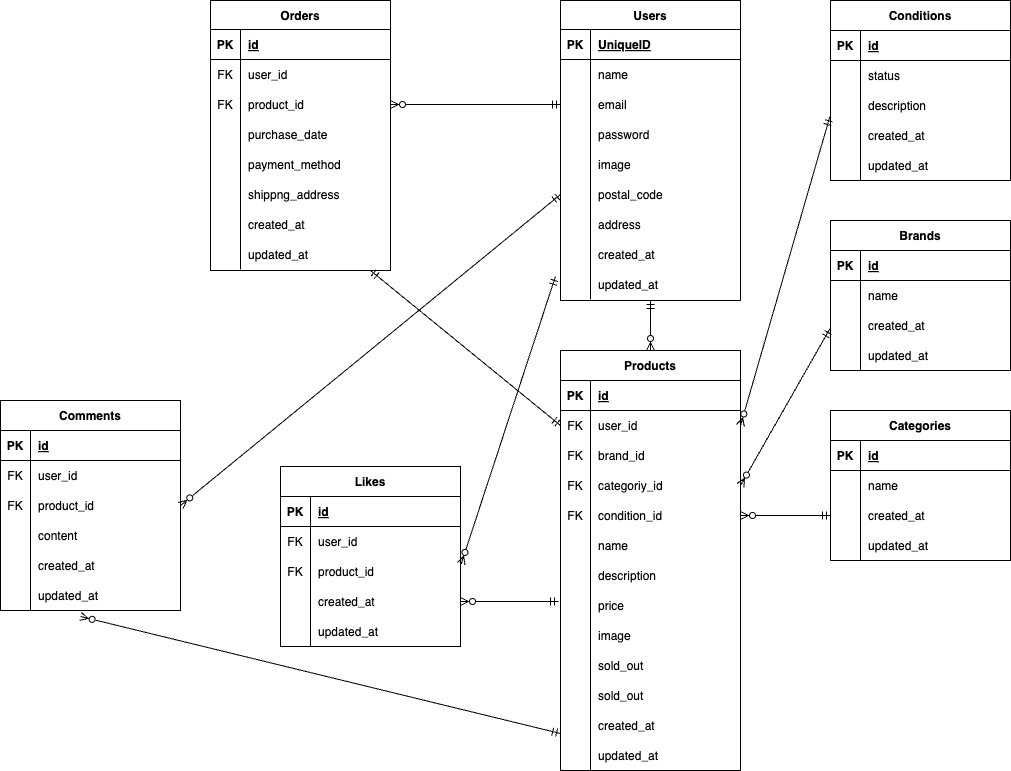 Orders
PK id
FK user_id
FK product_id
purchase_date
payment_method
shippng_address
created_at
updated_at
Users
PK UniqueID
name
email
password
image
postal_code
address
created_at
updated_at
Conditions
PK id
status
description
created_at
updated_at
Brands
PK id
name
created_at
updated_at
Products
PK id
FK user_id
FK brand_id
FK categoriy_id
FK condition_id
name
description
price
image
sold_out
sold_out
created_at
updated_at
Categories
PK id
name
created_at
updated_at
Comments
PK id
FK user_id
FK product_id
content
created_at
updated_at
Likes
PK id
FK user_id
FK product_id
created_at
updated_at